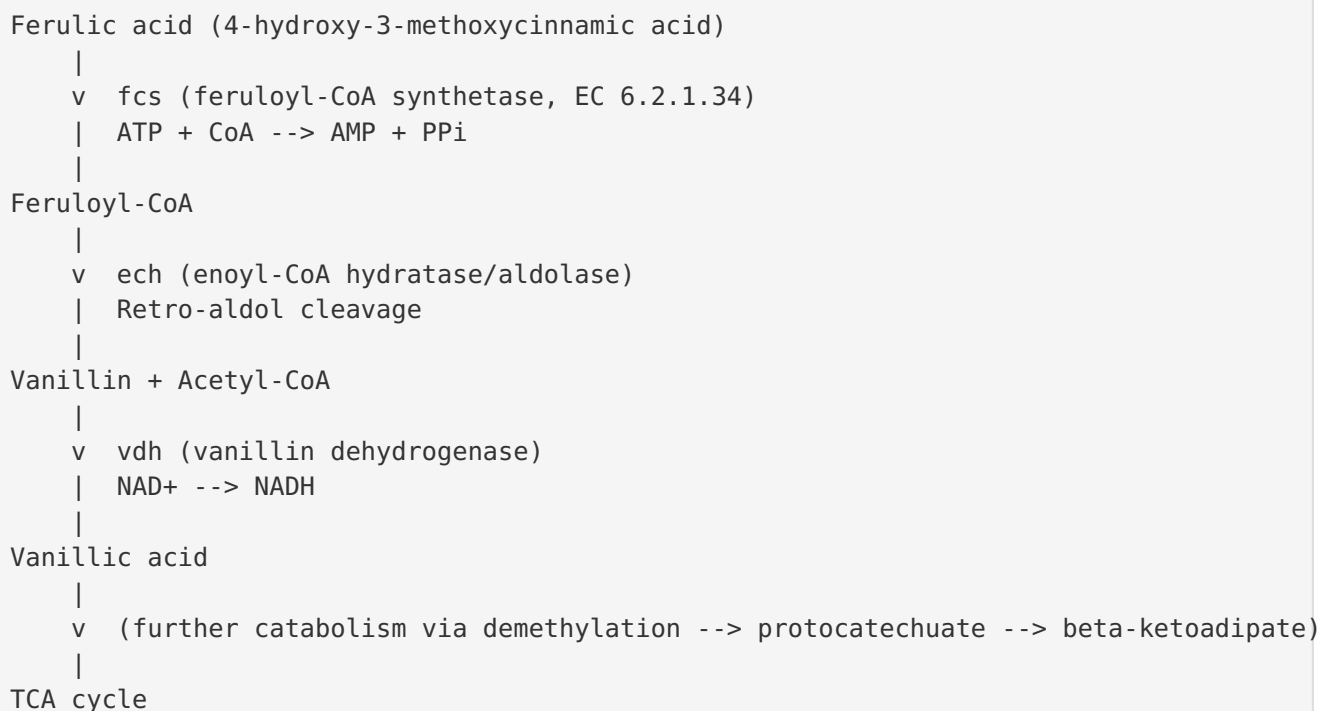 Ferulic acid (4-hydroxy-3-methoxycinnamic acid)
    |
    v  fcs (feruloyl-CoA synthetase, EC 6.2.1.34)
    |  ATP + CoA --> AMP + PPi
    |
Feruloyl-CoA
    |
    v  ech (enoyl-CoA hydratase/aldolase)
    |  Retro-aldol cleavage
    |
Vanillin + Acetyl-CoA
    |
    v  vdh (vanillin dehydrogenase)
    |  NAD+ --> NADH
    |
Vanillic acid
    |
    v  (further catabolism via demethylation --> protocatechuate --> beta-ketoadipate)
    |
TCA cycle